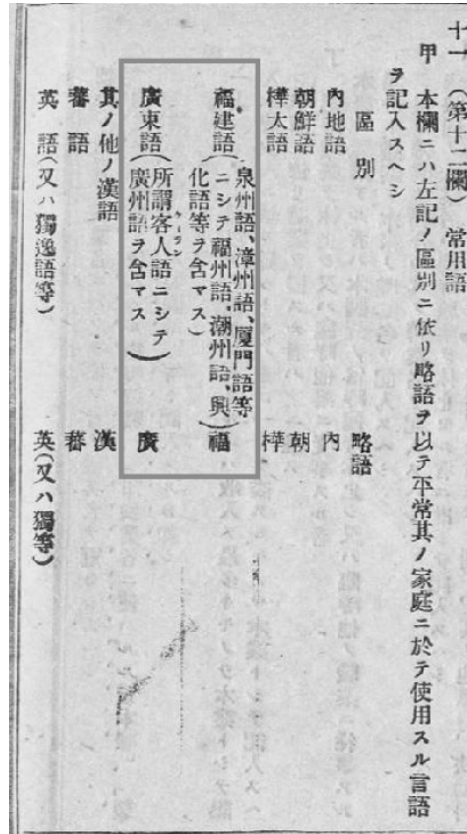 十一 (第十二欄) 常用語
甲 本欄ニハ左記ノ區別ニ依リ略語ヲ以テ平常其ノ家庭ニ於テ使用スル言語
ヲ記入スヘシ
區別 略語
內地語 內
朝鮮語 朝
樺太語 樺
福建語(泉州語、漳州語、厦門語等
ニシテ福州語、潮州語、興
化語等ヲ含マス) 福
廣東語(所謂客人語ニシテ
廣州語ヲ含マス) 廣
其ノ他ノ漢語 漢
蕃語 蕃
英語(又ハ獨逸語等) 英(又ハ獨等)